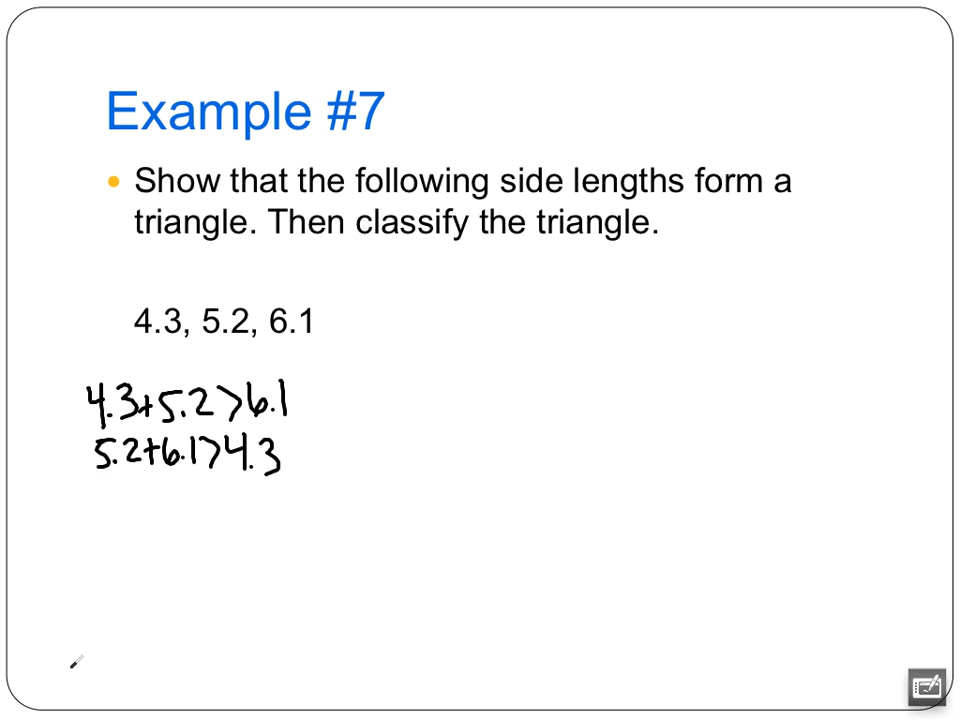 Example #7
Show that the following side lengths form a
triangle. Then classify the triangle.
4.3, 5.2, 6.1
4.3+5.2>6.1
5.2+6.1>4.3